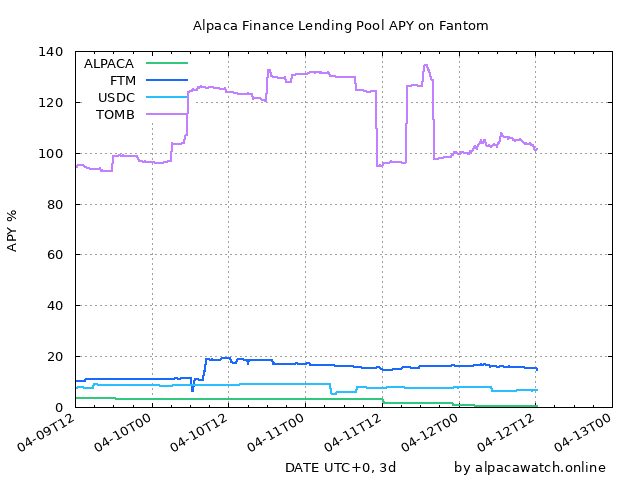 Alpaca Finance Lending Pool APY on Fantom
140
120
100
80
60
40
20
0
APY %
ALPACA
FTM
USDC
TOMB
04-09T12
04-10T00
04-10T12
04-11T00
04-11T12
04-12T00
04-12T12
04-13T00
DATE UTC+0, 3d
by alpacawatch.online